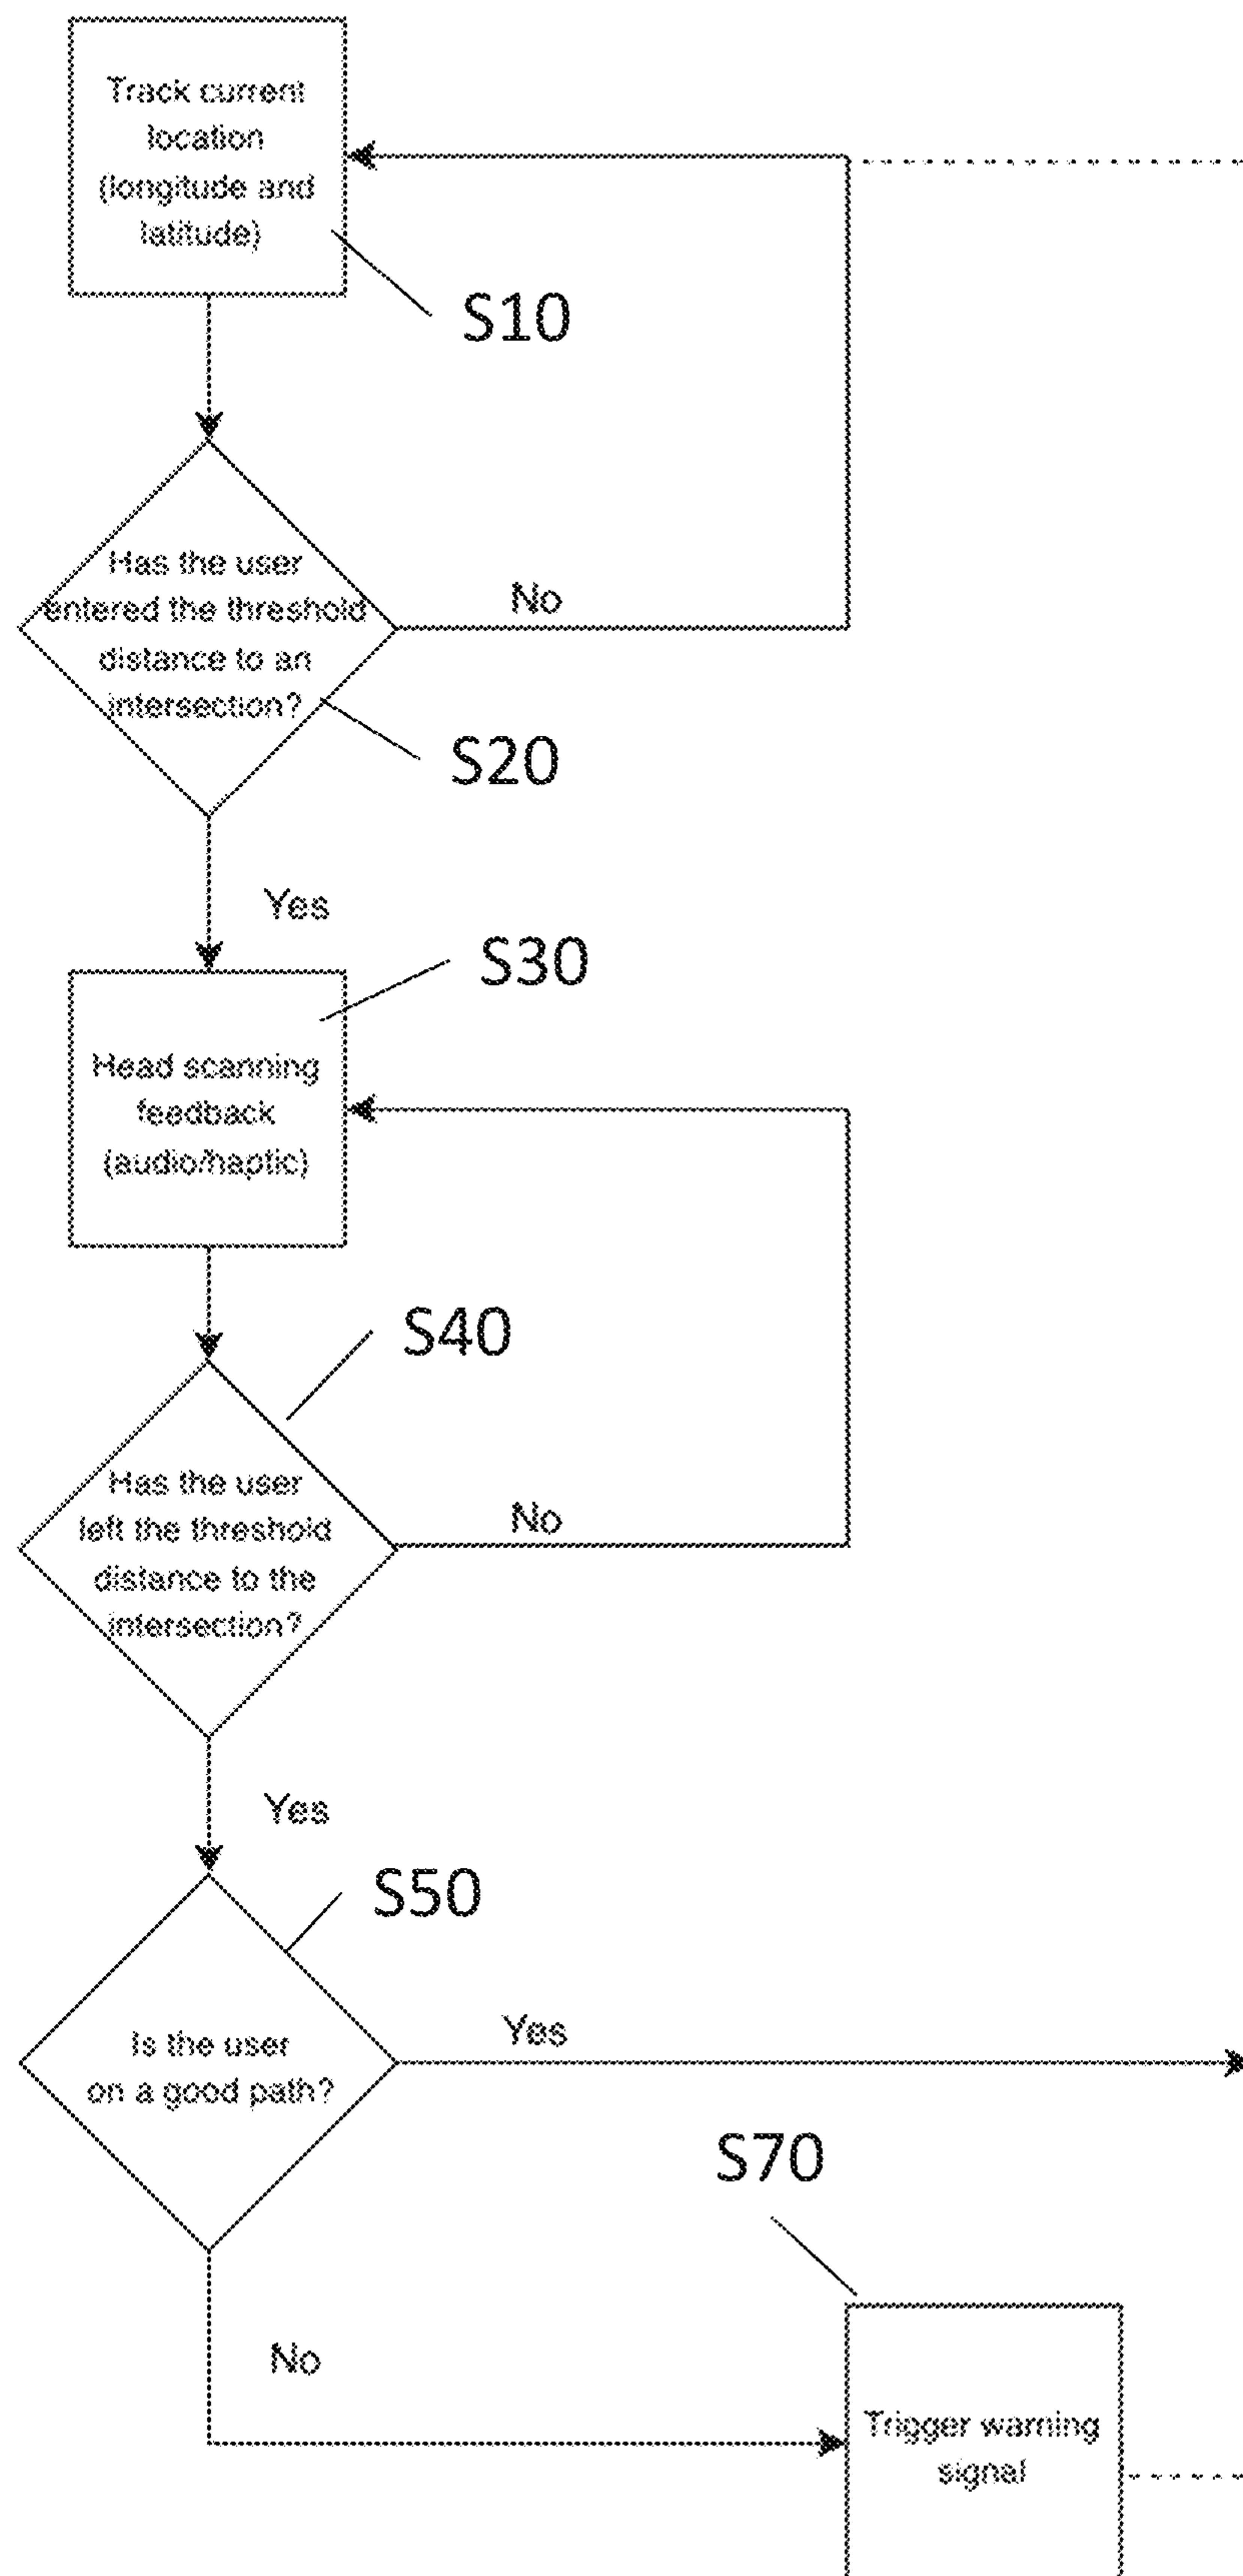 Track current
location
(longitude and
latitude)
S10
Has the user
entered the threshold
distance to an
intersection?
No
S20
Yes
S30
Head scanning
feedback
(audio/haptic)
S40
Has the user
left the threshold
distance to the
intersection?
No
Yes
S50
Is the user
on a good path?
Yes
S70
No
Trigger warning
signal